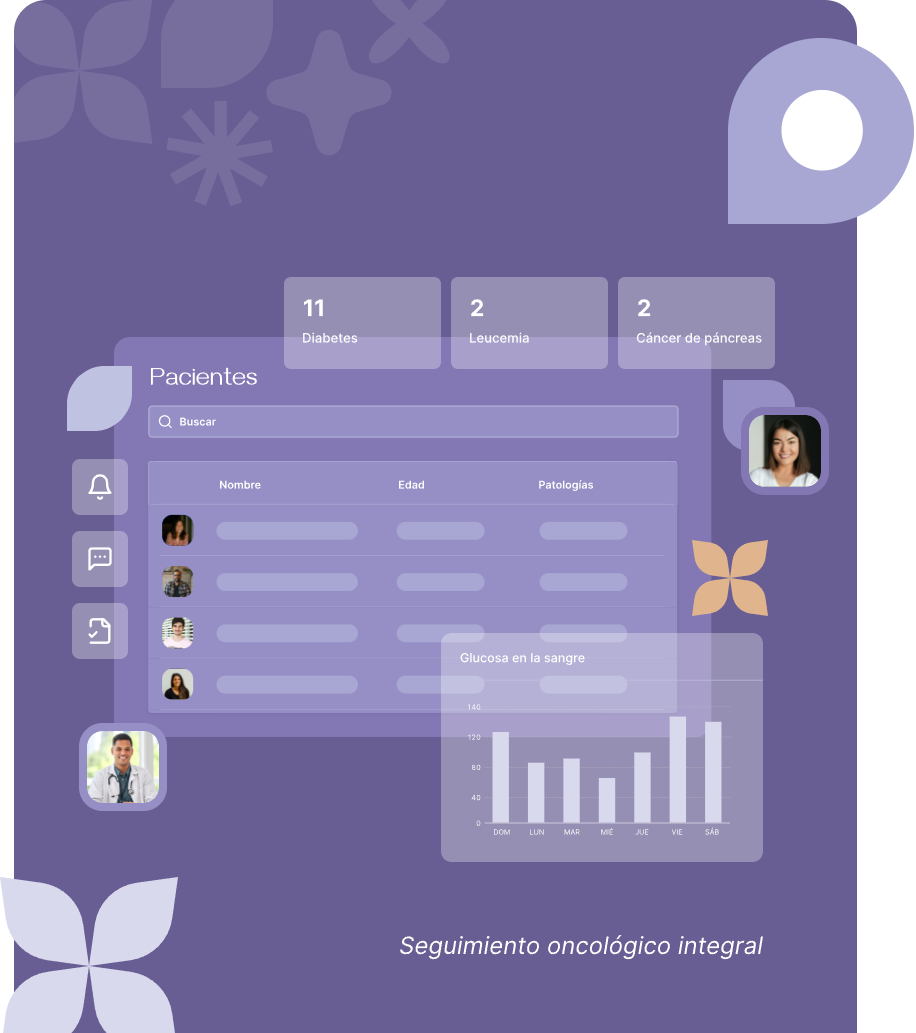 11
Diabetes
2
Leucemia
2
Cáncer de páncreas
Pacientes
Buscar
Nombre Edad Patologías
Glucosa en la sangre
140
120
80
40
0
DOM LUN MAR MIÉ JUE VIE SÁB
Seguimiento oncológico integral